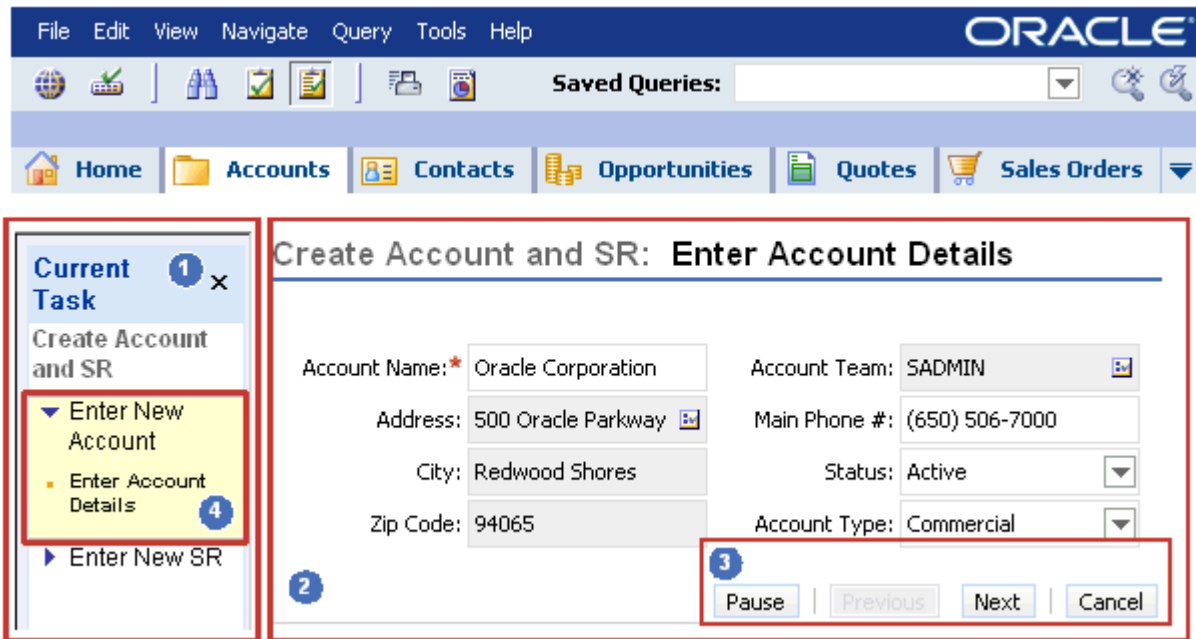 File Edit View Navigate Query Tools Help ORACLE
Saved Queries:
Home Accounts Contacts Opportunities Quotes Sales Orders
Current 1
Task
Create Account
and SR
Enter New
Account
Enter Account
Details 4
Enter New SR
Create Account and SR: Enter Account Details
Account Name:* Oracle Corporation Account Team: SADMIN
Address: 500 Oracle Parkway Main Phone #: (650) 506-7000
City: Redwood Shores Status: Active
Zip Code: 94065 Account Type: Commercial
2 3
Pause Previous Next Cancel